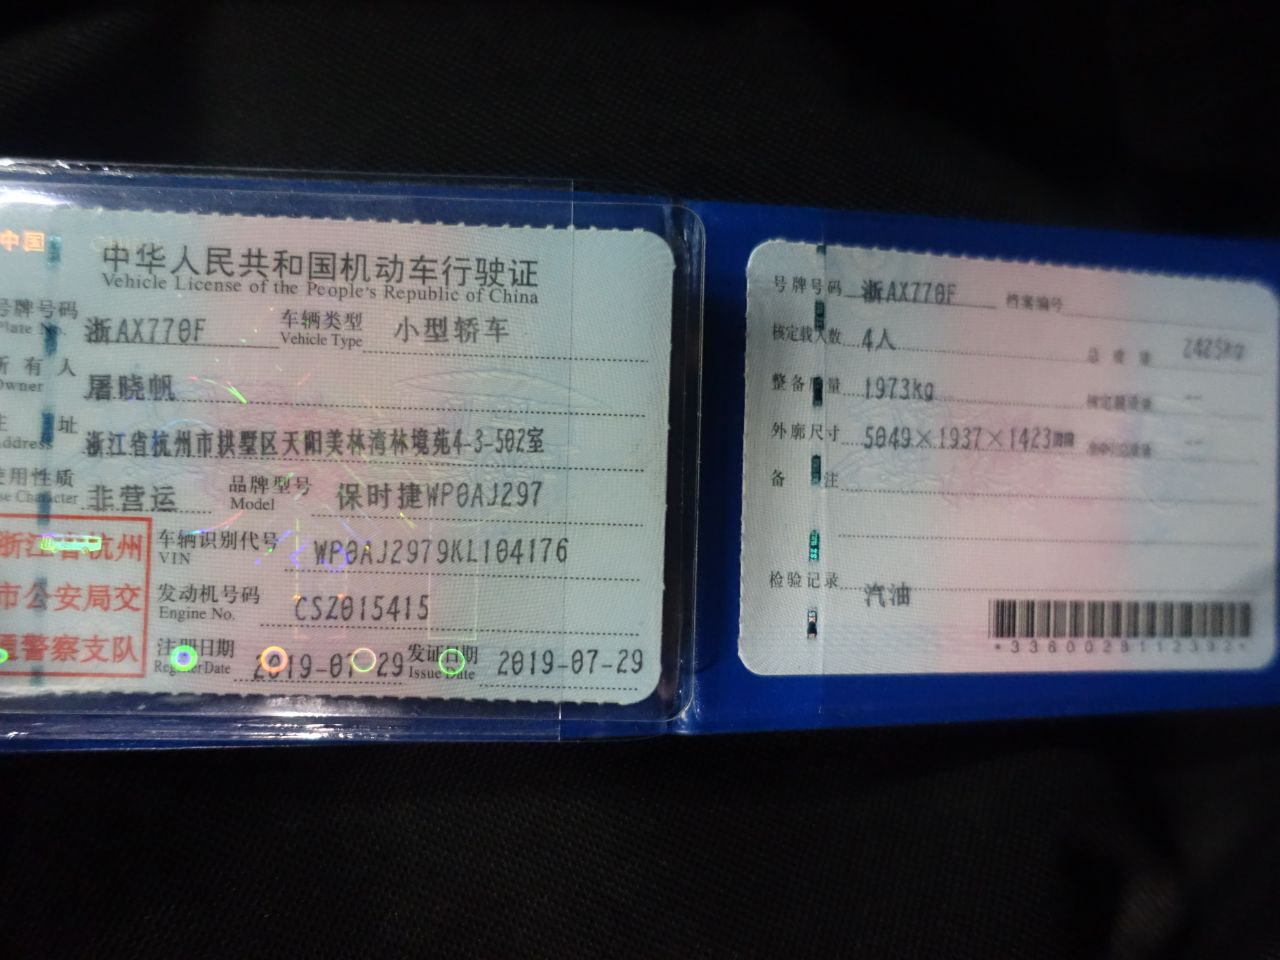 中国
中华人民共和国机动车行驶证
Vehicle License of the People's Republic of China
号牌号码 浙AX770F 车辆类型 小型轿车
Plate No. Vehicle Type
所有人 屠晓帆
Owner
住址 浙江省杭州市拱墅区天阳美林湾林境苑4-3-502室
Address
使用性质 非营运 品牌型号 保时捷WP0AJ297
Use Character Model
浙江省杭州
市公安局交
通警察支队
车辆识别代号 WP0AJ2979KL104176
VIN
发动机号码 CSZ015415
Engine No.
注册日期 2019-07-29 发证日期 2019-07-29
Register Date Issue Date
号牌号码 浙AX770F 档案编号
核定载人数 4人 总质量 2425kg
整备质量 1973kg 核定载质量 --
外廓尺寸 5049×1937×1423mm --
备注
检验记录 汽油
*3360028112392*